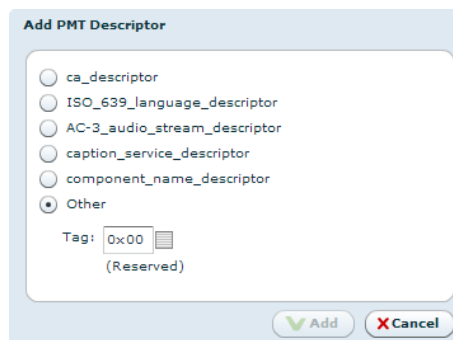 Add PMT Descriptor
ca_descriptor
ISO_639_language_descriptor
AC-3_audio_stream_descriptor
caption_service_descriptor
component_name_descriptor
Other
Tag: 0x00
(Reserved)
Add Cancel